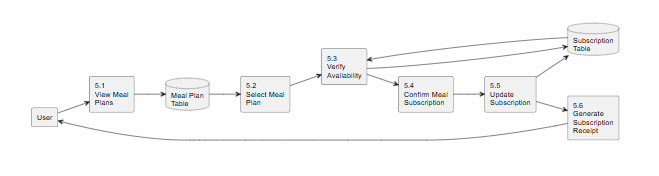 User
5.1
View Meal
Plans
Meal Plan
Table
5.2
Select Meal
Plan
5.3
Verify
Availability
5.4
Confirm Meal
Subscription
5.5
Update
Subscription
Subscription
Table
5.6
Generate
Subscription
Receipt